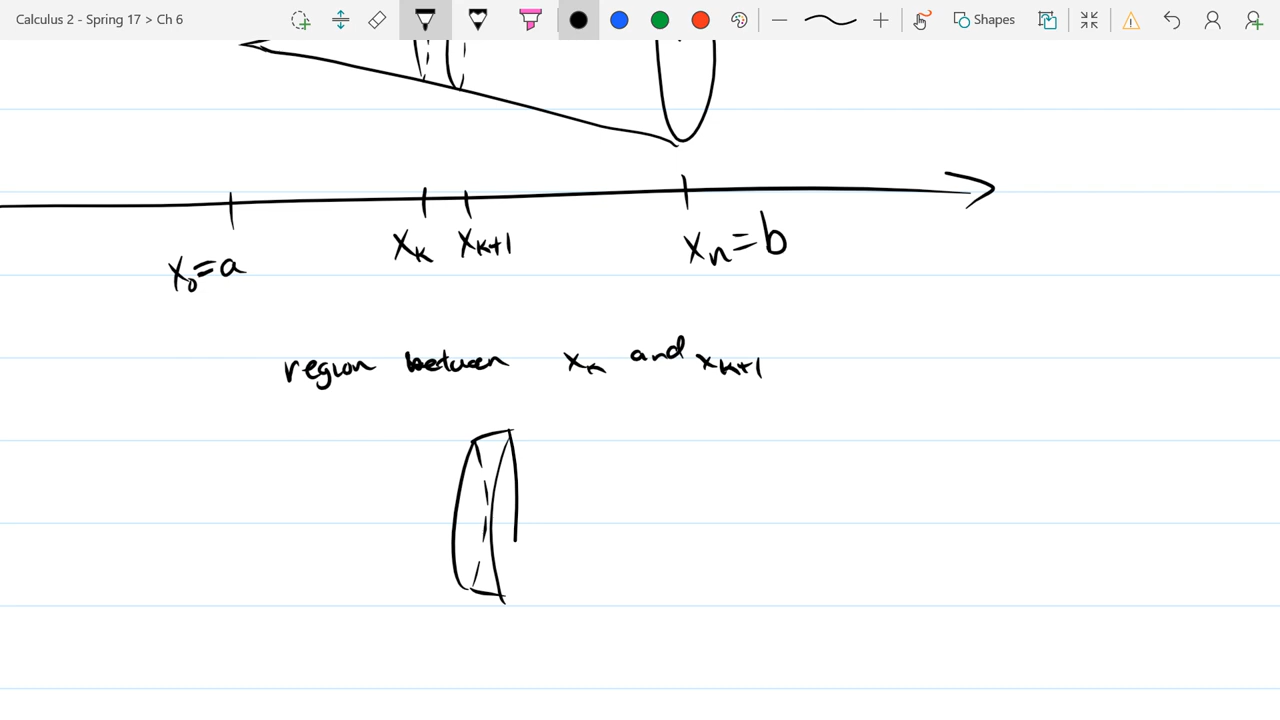 Calculus 2 - Spring 17 > Ch 6
Shapes
x₀=a xₖ xₖ₊₁ xₙ=b
region between xₖ and xₖ₊₁